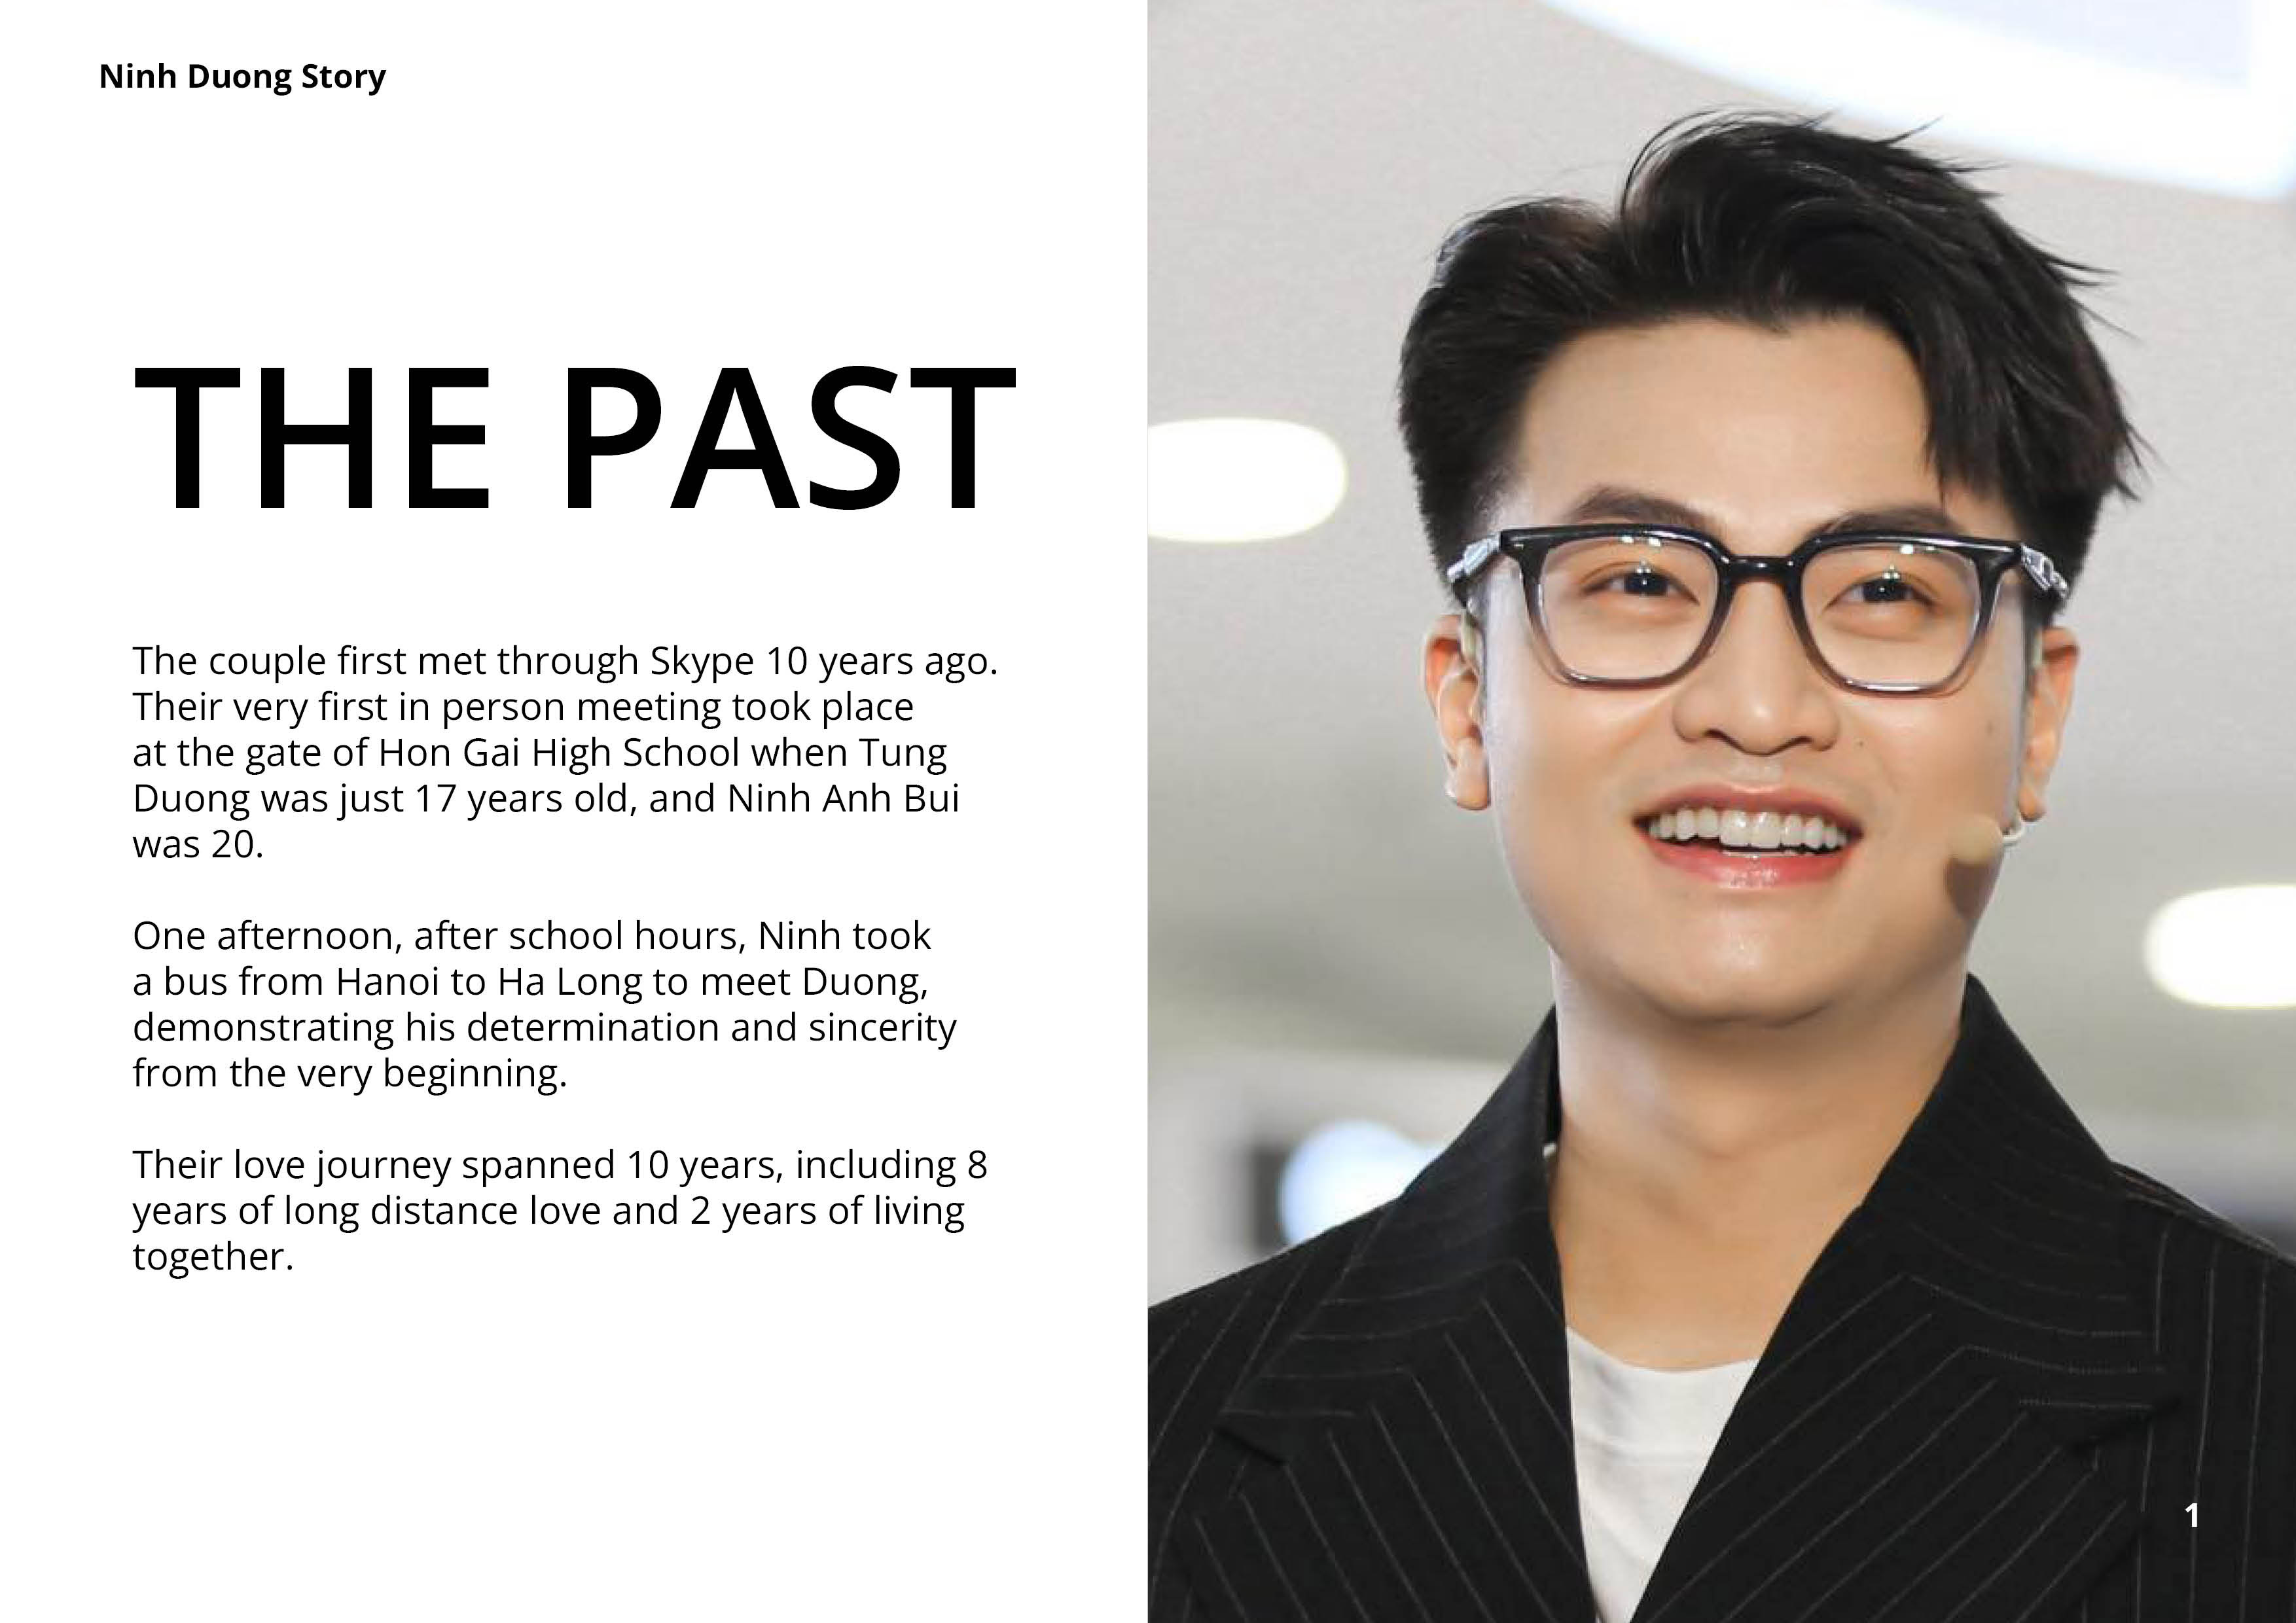 Ninh Duong Story
THE PAST
The couple first met through Skype 10 years ago.
Their very first in person meeting took place
at the gate of Hon Gai High School when Tung
Duong was just 17 years old, and Ninh Anh Bui
was 20.
One afternoon, after school hours, Ninh took
a bus from Hanoi to Ha Long to meet Duong,
demonstrating his determination and sincerity
from the very beginning.
Their love journey spanned 10 years, including 8
years of long distance love and 2 years of living
together.
1